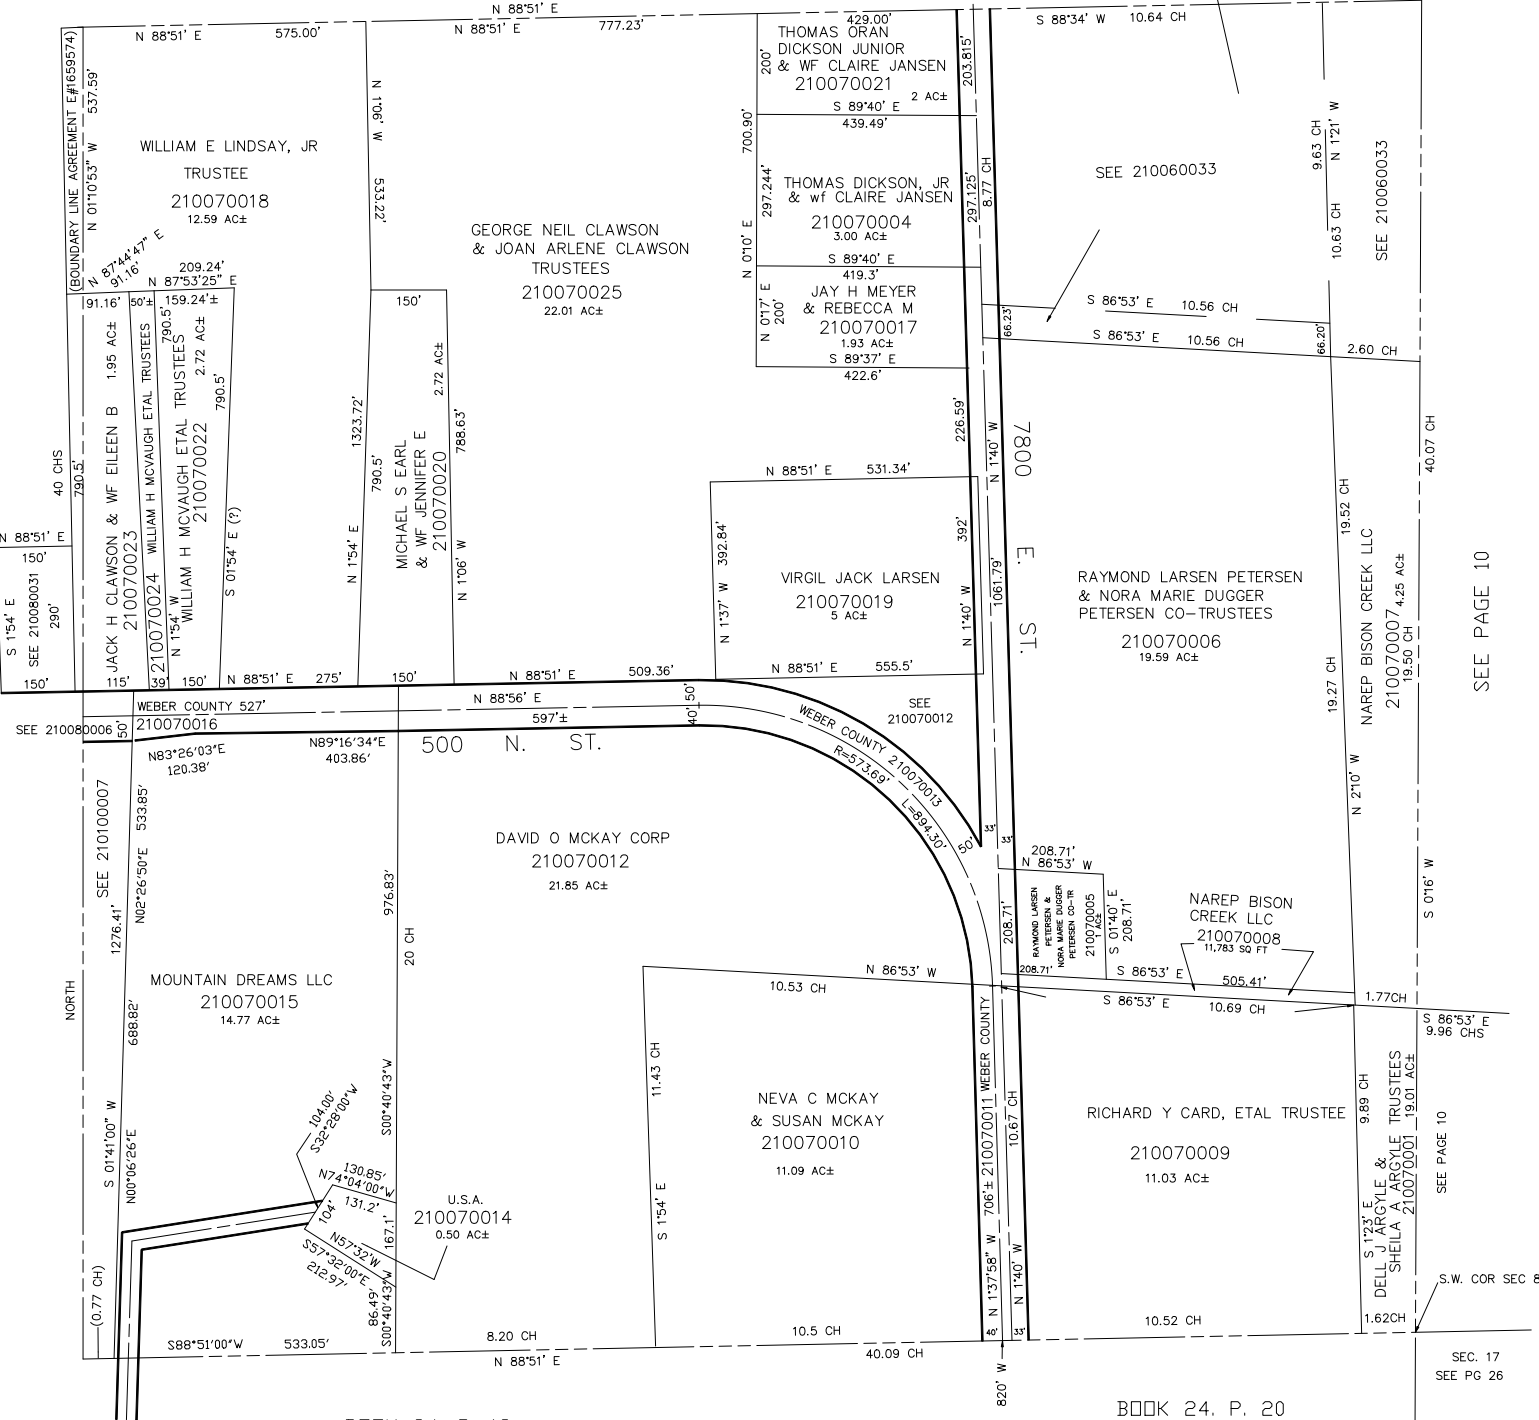 N 88°51' E
N 88°51' E
575.00'
N 88°51' E
777.23'
429.00'
S 88°34' W
10.64 CH
(BOUNDARY LINE AGREEMENT E#1659574)
N 01°10'53" W 537.59'
N 1°06' W 533.22'
THOMAS ORAN
DICKSON JUNIOR
& WF CLAIRE JANSEN
210070021
2 AC±
200'
203.815'
S 89°40' E
439.49'
WILLIAM E LINDSAY, JR
TRUSTEE
210070018
12.59 AC±
GEORGE NEIL CLAWSON
& JOAN ARLENE CLAWSON
TRUSTEES
210070025
22.01 AC±
N 0°10' E 700.90'
297.244'
THOMAS DICKSON, JR
& wf CLAIRE JANSEN
210070004
3.00 AC±
297.125'
8.77 CH
S 89°40' E
419.3'
JAY H MEYER
& REBECCA M
210070017
1.93 AC±
N 0°17' E
200'
S 89°37' E
422.6'
SEE 210060033
9.63 CH
N 1°21' W
10.63 CH
SEE 210060033
S 86°53' E 10.56 CH
66.23'
66.20'
S 86°53' E 10.56 CH
2.60 CH
N 87°44'47" E
91.16'
209.24'
N 87°53'25" E
91.16'
50'±
159.24'±
150'
40 CHS
790.5'
JACK H CLAWSON & WF EILEEN B 1.95 AC±
210070023
WILLIAM H MCVAUGH ETAL TRUSTEES
210070024
790.5'
WILLIAM H MCVAUGH ETAL TRUSTEES
210070022
2.72 AC±
N 1°54' W
790.5'
S 01°54' E (?)
1323.72'
N 1°54' E
790.5'
MICHAEL S EARL
& WF JENNIFER E
210070020
2.72 AC±
788.63'
N 1°06' W
N 88°51' E
150'
S 1°54' E
SEE 210080031
290'
150'
226.59'
N 1°40' W
N 88°51' E 531.34'
N 1°37' W 392.84'
392'
N 1°40' W
1061.79'
VIRGIL JACK LARSEN
210070019
5 AC±
N 88°51' E 555.5'
7800 E. ST.
RAYMOND LARSEN PETERSEN
& NORA MARIE DUGGER
PETERSEN CO-TRUSTEES
210070006
19.59 AC±
19.52 CH
19.27 CH
N 2°10' W
NAREP BISON CREEK LLC
210070007
4.25 AC±
19.50 CH
40.07 CH
SEE PAGE 10
S 0°16' W
115'
39'
150'
N 88°51' E
275'
150'
N 88°51' E
509.36'
WEBER COUNTY 527'
210070016
SEE 210080006
50'
N 88°56' E
597'±
50'
40'
N83°26'03"E
120.38'
N89°16'34"E
403.86'
500 N. ST.
SEE
210070012
WEBER COUNTY 210070013
R=573.69'
L=894.30'
50'
33'
33'
SEE 210100007
533.85'
N02°26'50"E
1276.41'
NORTH
DAVID O MCKAY CORP
210070012
21.85 AC±
976.83'
20 CH
208.71'
N 86°53' W
208.71'
RAYMOND LARSEN
PETERSEN &
NORA MARIE DUGGER
PETERSEN CO-TR
210070005
1 AC±
S 01°40' E
208.71'
208.71'
NAREP BISON
CREEK LLC
210070008
11,783 SQ FT
S 86°53' E
505.41'
S 86°53' E
10.69 CH
1.77CH
S 86°53' E
9.96 CHS
MOUNTAIN DREAMS LLC
210070015
14.77 AC±
688.82'
N 86°53' W
10.53 CH
11.43 CH
S 1°54' E
NEVA C MCKAY
& SUSAN MCKAY
210070010
11.09 AC±
706'± 210070011 WEBER COUNTY
N 1°37'58" W
10.67 CH
N 1°40' W
RICHARD Y CARD, ETAL TRUSTEE
210070009
11.03 AC±
9.89 CH
S 1°23' E
DELL J ARGYLE &
SHEILA A ARGYLE TRUSTEES
210070001 19.01 AC±
SEE PAGE 10
S 01°41'00" W
N00°06'26"E
104.00'
S32°28'00"W
S00°40'43"W
130.85'
N74°04'00"W
131.2'
104'
167.1'
U.S.A.
210070014
0.50 AC±
N57°32'W
S57°32'00"E
212.97'
86.49'
S00°40'43"W
(0.77 CH)
S88°51'00"W 533.05'
8.20 CH
N 88°51' E
10.5 CH
40.09 CH
40'
33'
820' W
10.52 CH
1.62CH
S.W. COR SEC 8
SEC. 17
SEE PG 26
BOOK 24. P. 20